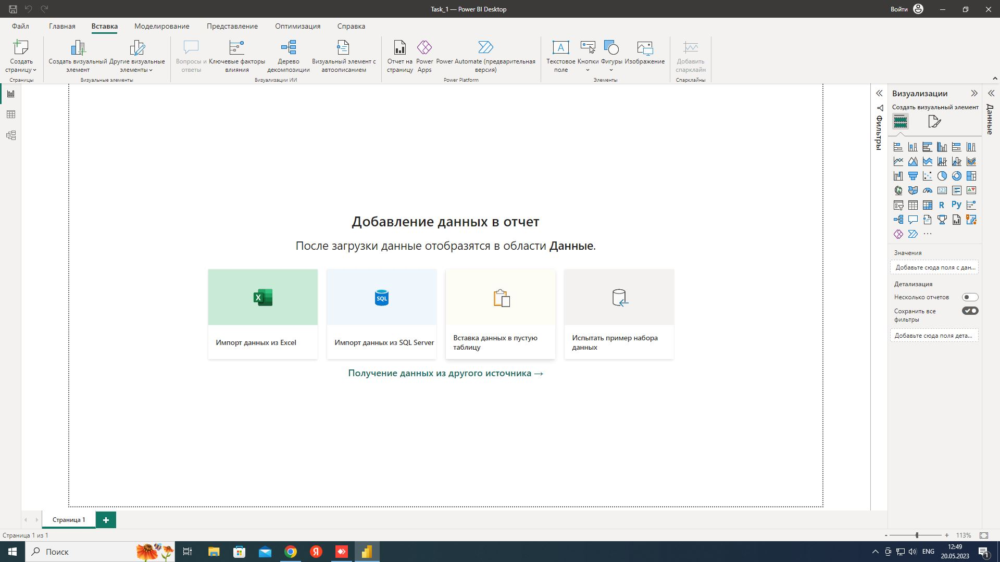 Task_1 — Power BI Desktop
Войти
Файл
Главная
Вставка
Моделирование
Представление
Оптимизация
Справка
Создать страницу
Создать визуальный элемент
Другие визуальные элементы
Вопросы и ответы
Ключевые факторы влияния
Дерево декомпозиции
Визуальный элемент с автоописанием
Отчет на страницу
Power Apps
Power Automate (предварительная версия)
Текстовое поле
Кнопки
Фигуры
Изображение
Добавить спарклайн
Страницы
Визуальные элементы
Визуализации ИИ
Power Platform
Элементы
Спарклайны
Фильтры
Визуализации
Создать визуальный элемент
Данные
123
R
Py
Значения
Добавьте сюда поля с дан...
Детализация
Несколько отчетов
Сохранить все
фильтры
Добавьте сюда поля дета...
Добавление данных в отчет
После загрузки данные отобразятся в области Данные.
SQL
Импорт данных из Excel
Импорт данных из SQL Server
Вставка данных в пустую
таблицу
Испытать пример набора
данных
Получение данных из другого источника →
Страница 1
Страница 1 из 1
- + 113%
Поиск
Я
ENG
12:49
20.05.2023
1